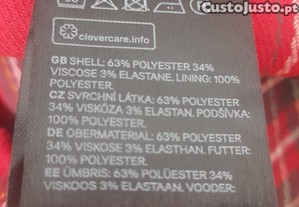 CustoJusto.pt
30
clevercare.info
GB SHELL: 63% POLYESTER 34%
VISCOSE 3% ELASTANE. LINING: 100%
POLYESTER
CZ SVRCHNÍ LÁTKA: 63% POLYESTER
34% VISKÓZA 3% ELASTAN. PODŠÍVKA:
100% POLYESTER
DE OBERMATERIAL: 63% POLYESTER
34% VISKOSE 3% ELASTHAN. FUTTER:
100% POLYESTER
EE ÜMBRIS: 63% POLÜESTER 34%
VISKOOS 3% ELASTAAN. VOODER: